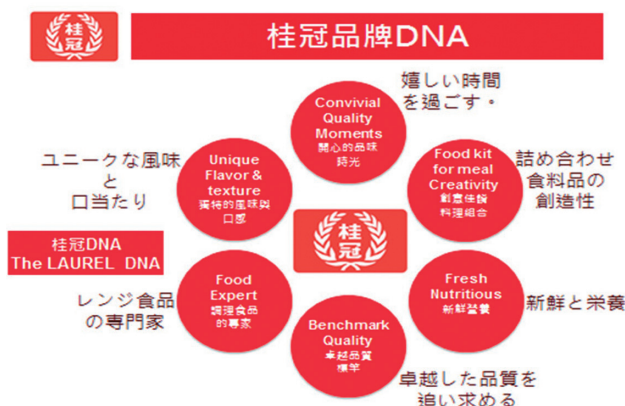 桂冠
桂冠品牌DNA
嬉しい時間
を過ごす。
Convivial
Quality
Moments
開心的品味
時光
ユニークな風味
と
口当たり
Unique
Flavor &
texture
獨特的風味與
口感
Food kit
for meal
Creativity
創意佳餚
料理組合
詰め合わせ
食料品の
創造性
桂冠
桂冠DNA
The LAUREL DNA
レンジ食品
の専門家
Food
Expert
調理食品
的專家
Fresh
Nutritious
新鮮營養
新鮮と栄養
Benchmark
Quality
卓越品質
標竿
卓越した品質を
追い求める